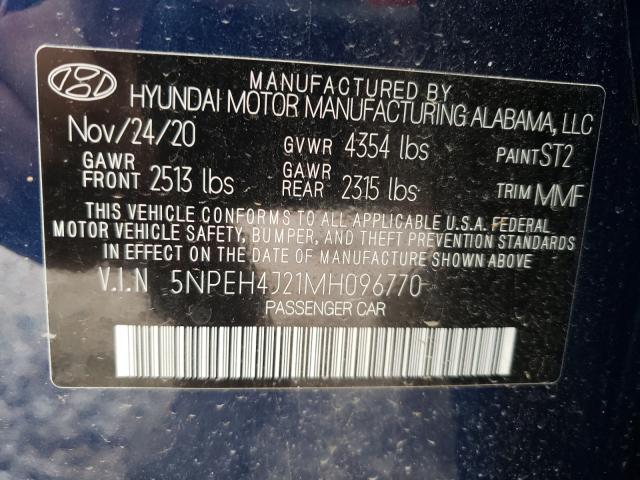 MANUFACTURED BY
HYUNDAI MOTOR MANUFACTURING ALABAMA, LLC
Nov/24/20 GVWR 4354 lbs PAINT ST2
GAWR FRONT 2513 lbs GAWR REAR 2315 lbs TRIM MMF
THIS VEHICLE CONFORMS TO ALL APPLICABLE U.S.A. FEDERAL
MOTOR VEHICLE SAFETY, BUMPER, AND THEFT PREVENTION
STANDARDS IN EFFECT ON THE DATE OF MANUFACTURE SHOWN ABOVE.
V.I.N 5NPEH4J21MH096770
PASSENGER CAR